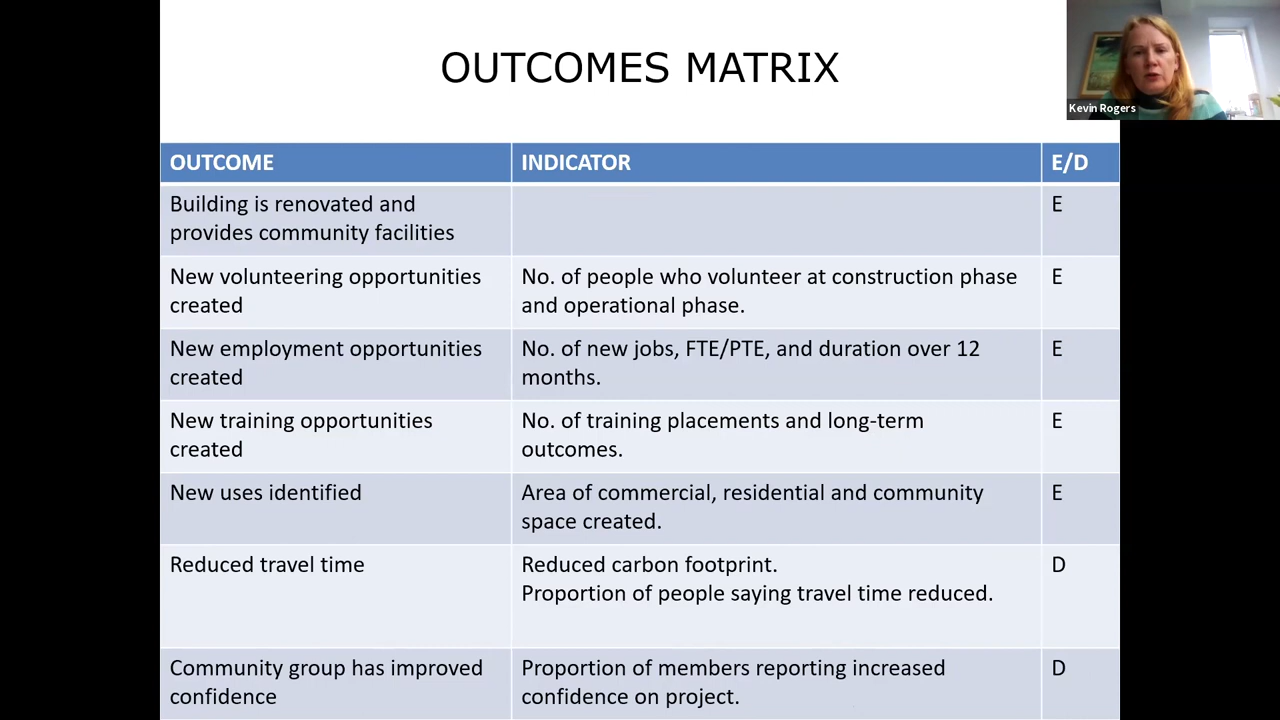 OUTCOMES MATRIX
Kevin Rogers
OUTCOME INDICATOR E/D
Building is renovated and
provides community facilities
E
New volunteering opportunities
created
No. of people who volunteer at construction phase
and operational phase.
E
New employment opportunities
created
No. of new jobs, FTE/PTE, and duration over 12
months.
E
New training opportunities
created
No. of training placements and long-term
outcomes.
E
New uses identified
Area of commercial, residential and community
space created.
E
Reduced travel time
Reduced carbon footprint.
Proportion of people saying travel time reduced.
D
Community group has improved
confidence
Proportion of members reporting increased
confidence on project.
D